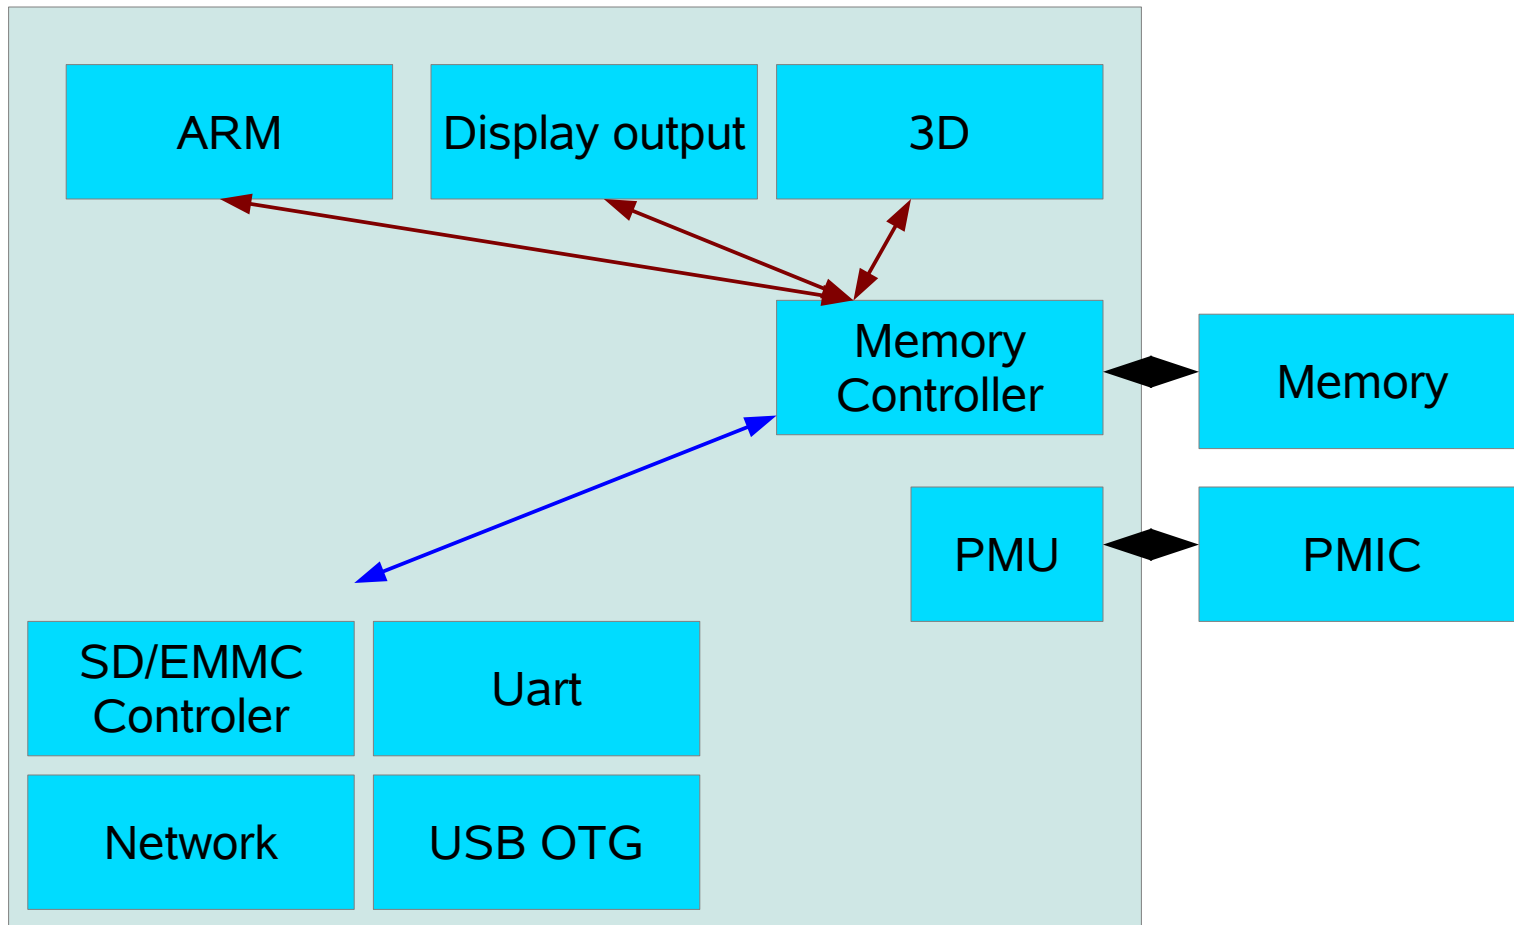 ARM
Display output
3D
Memory
Controller
Memory
PMU
PMIC
SD/EMMC
Controler
Uart
Network
USB OTG